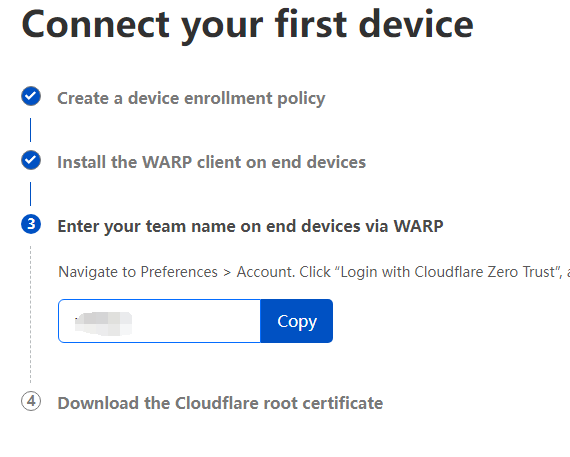 Connect your first device
Create a device enrollment policy
Install the WARP client on end devices
3 Enter your team name on end devices via WARP
Navigate to Preferences > Account. Click “Login with Cloudflare Zero Trust”,
Copy
4 Download the Cloudflare root certificate